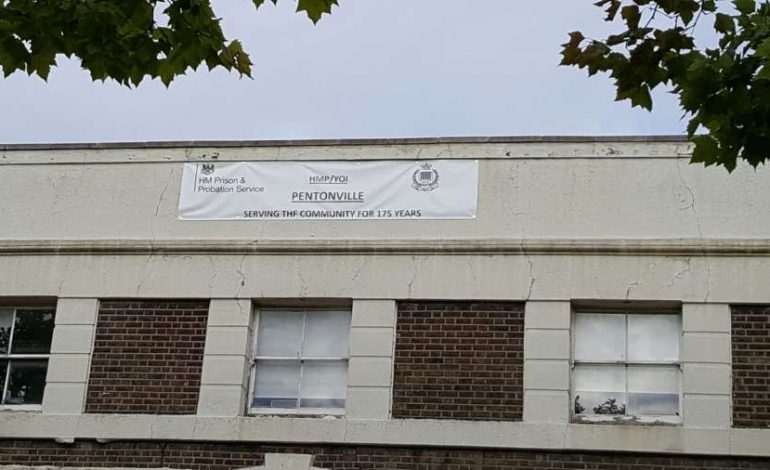 HM Prison &
Probation Service
HMP/YOI
PENTONVILLE
SERVING THE COMMUNITY FOR 175 YEARS